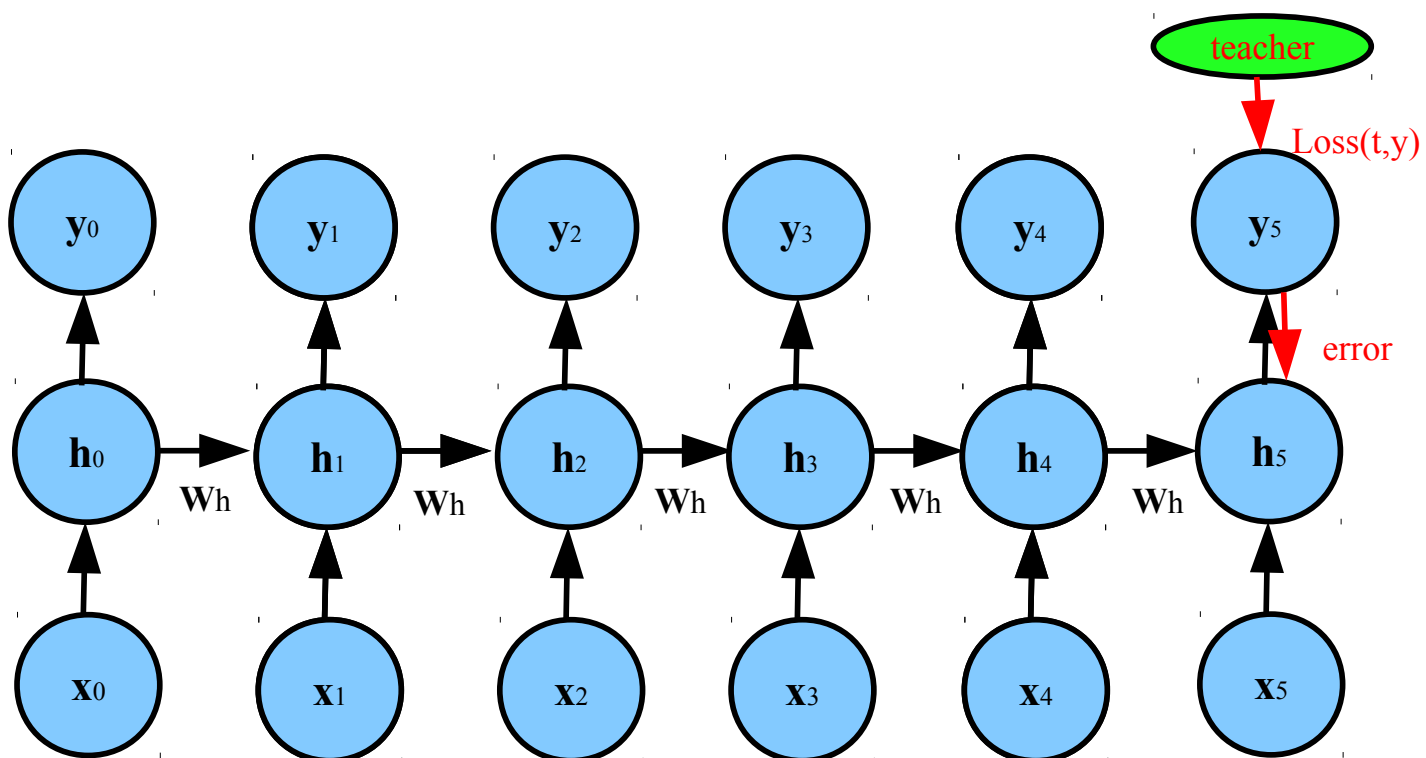 teacher
Loss(t,y)
y0 y1 y2 y3 y4 y5
error
h0 h1 h2 h3 h4 h5
Wh Wh Wh Wh Wh
x0 x1 x2 x3 x4 x5